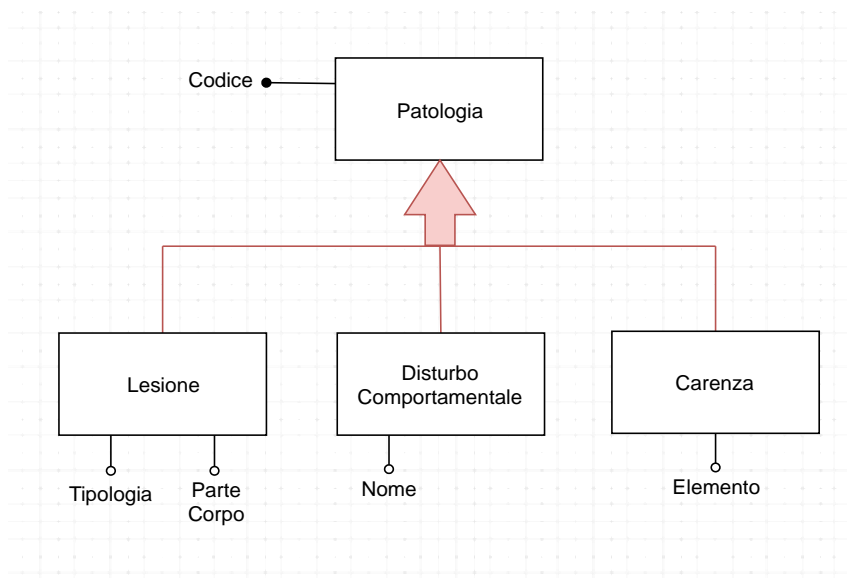 Codice
Patologia
Lesione
Disturbo
Comportamentale
Carenza
Tipologia
Parte
Corpo
Nome
Elemento